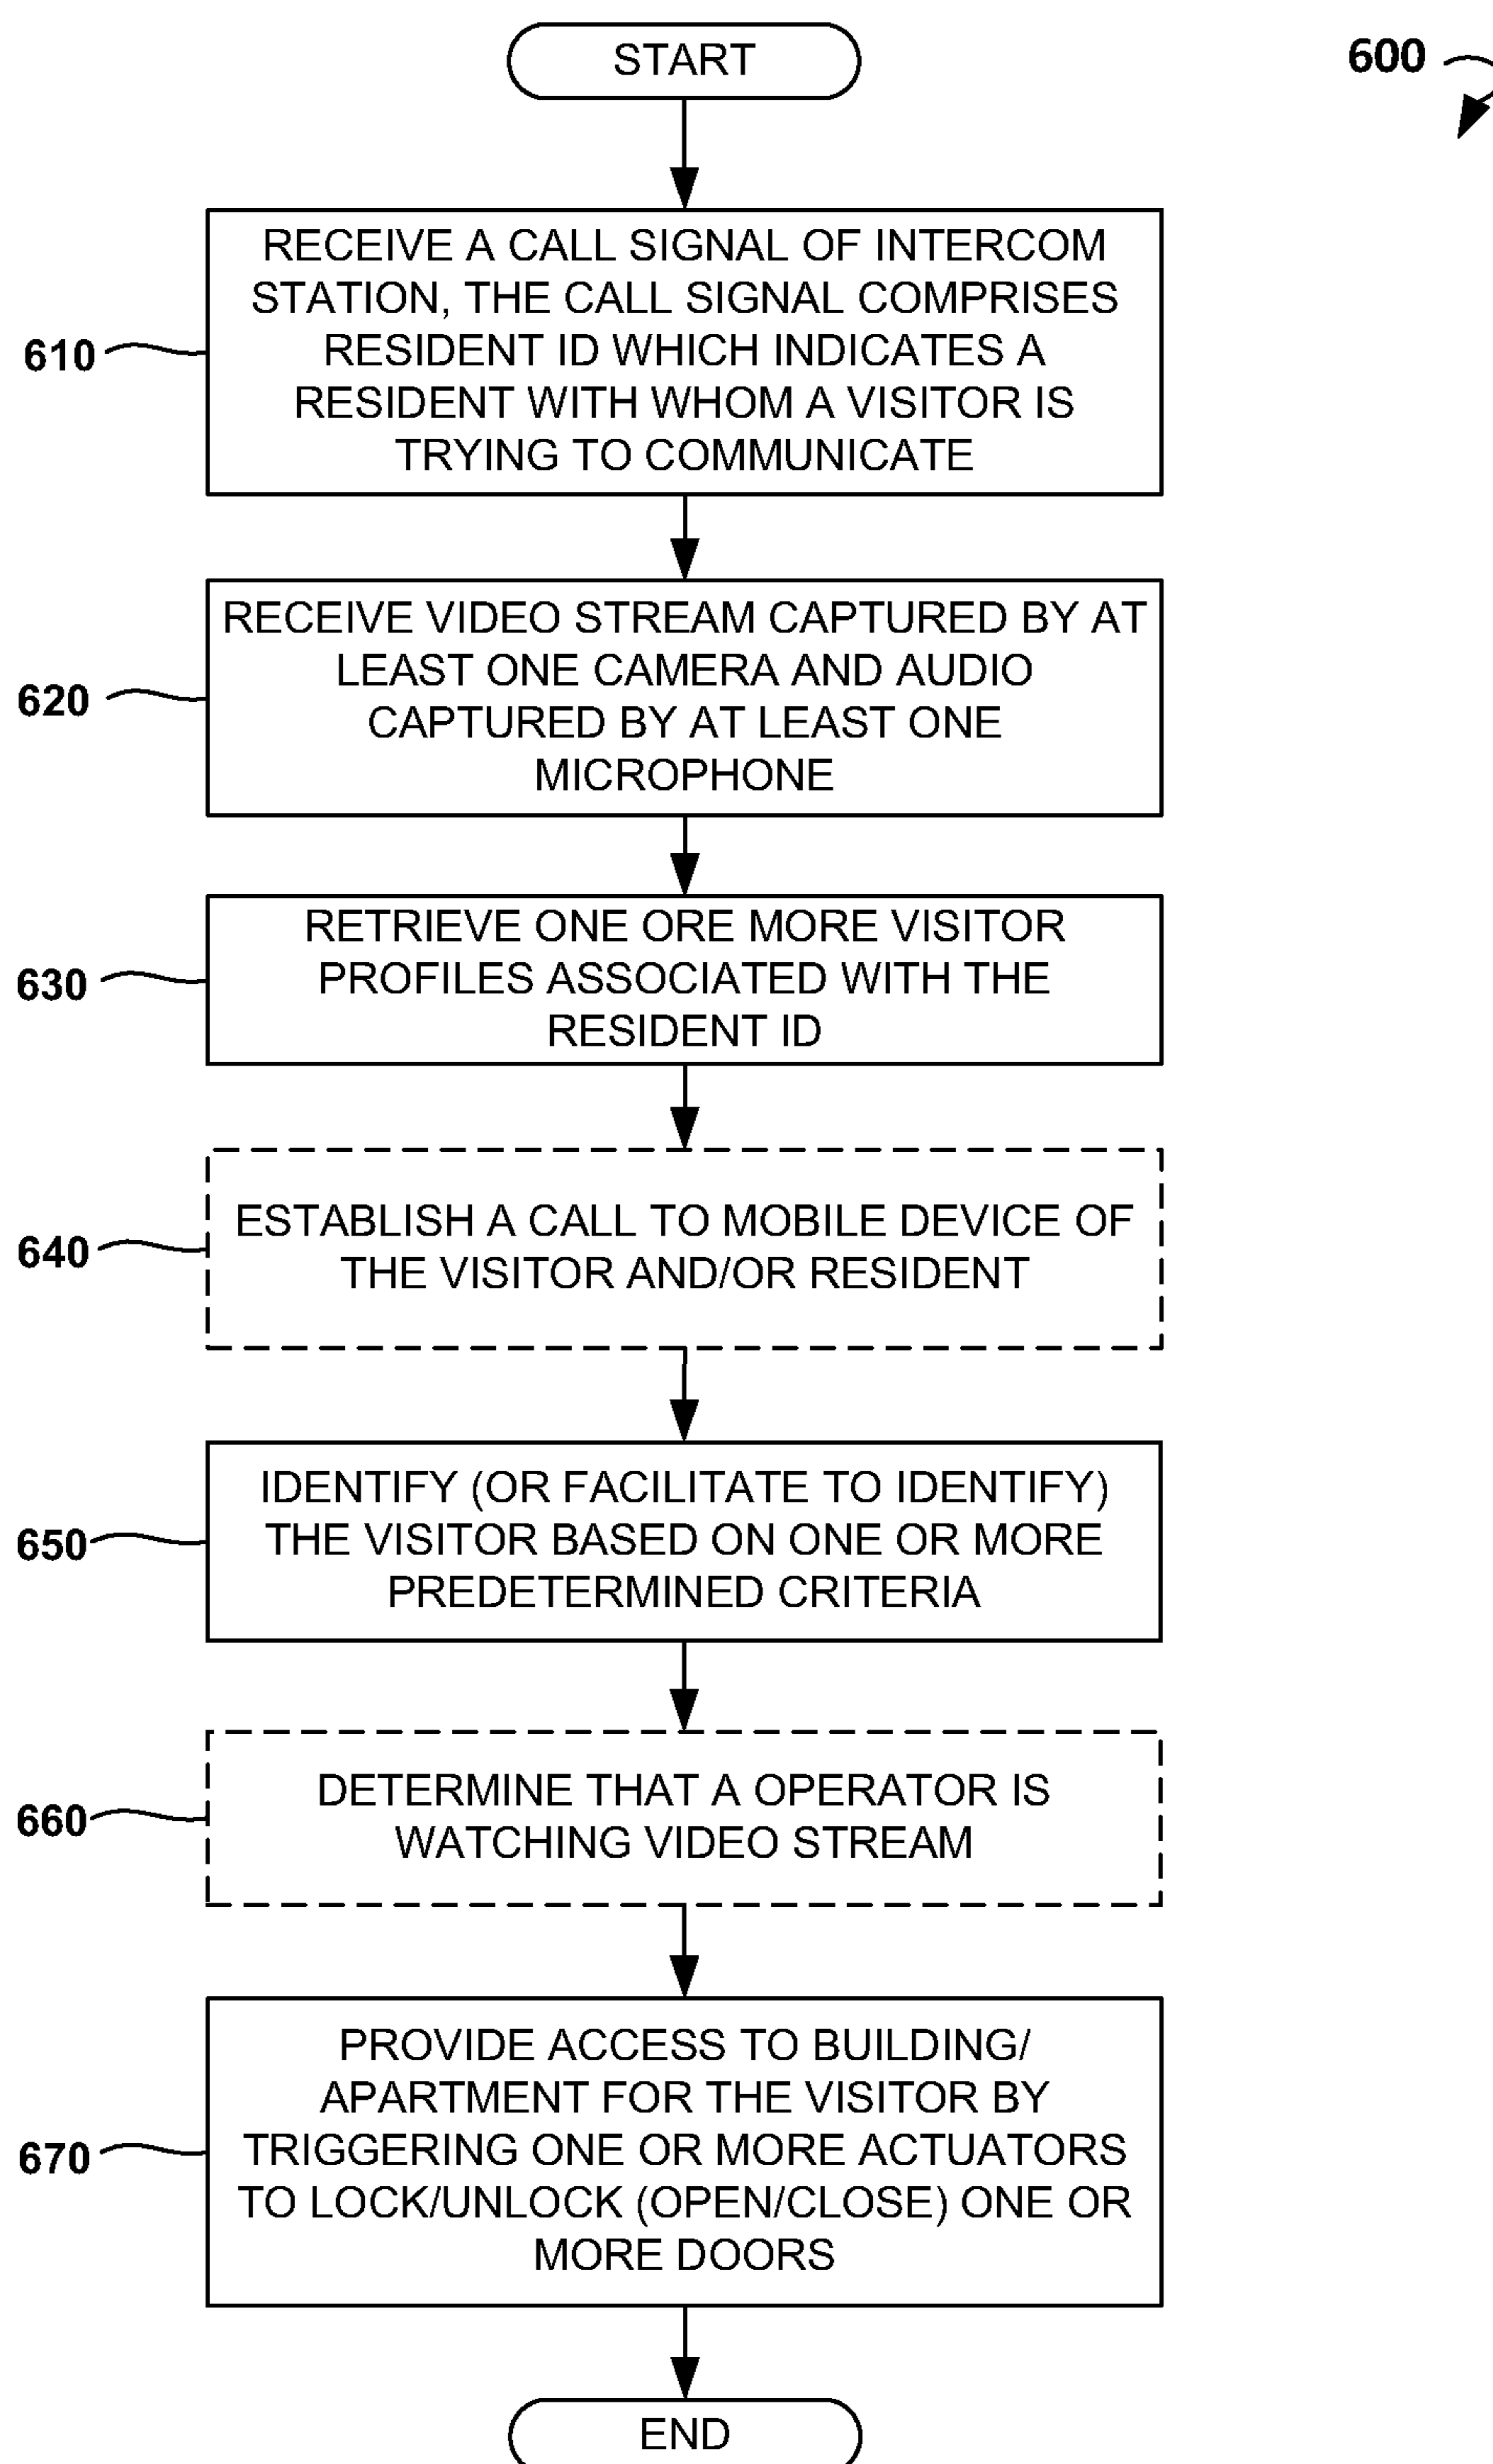 START
600
RECEIVE A CALL SIGNAL OF INTERCOM
STATION, THE CALL SIGNAL COMPRISES
RESIDENT ID WHICH INDICATES A
RESIDENT WITH WHOM A VISITOR IS
TRYING TO COMMUNICATE
610
RECEIVE VIDEO STREAM CAPTURED BY AT
LEAST ONE CAMERA AND AUDIO
CAPTURED BY AT LEAST ONE
MICROPHONE
620
RETRIEVE ONE ORE MORE VISITOR
PROFILES ASSOCIATED WITH THE
RESIDENT ID
630
ESTABLISH A CALL TO MOBILE DEVICE OF
THE VISITOR AND/OR RESIDENT
640
IDENTIFY (OR FACILITATE TO IDENTIFY)
THE VISITOR BASED ON ONE OR MORE
PREDETERMINED CRITERIA
650
DETERMINE THAT A OPERATOR IS
WATCHING VIDEO STREAM
660
PROVIDE ACCESS TO BUILDING/
APARTMENT FOR THE VISITOR BY
TRIGGERING ONE OR MORE ACTUATORS
TO LOCK/UNLOCK (OPEN/CLOSE) ONE OR
MORE DOORS
670
END